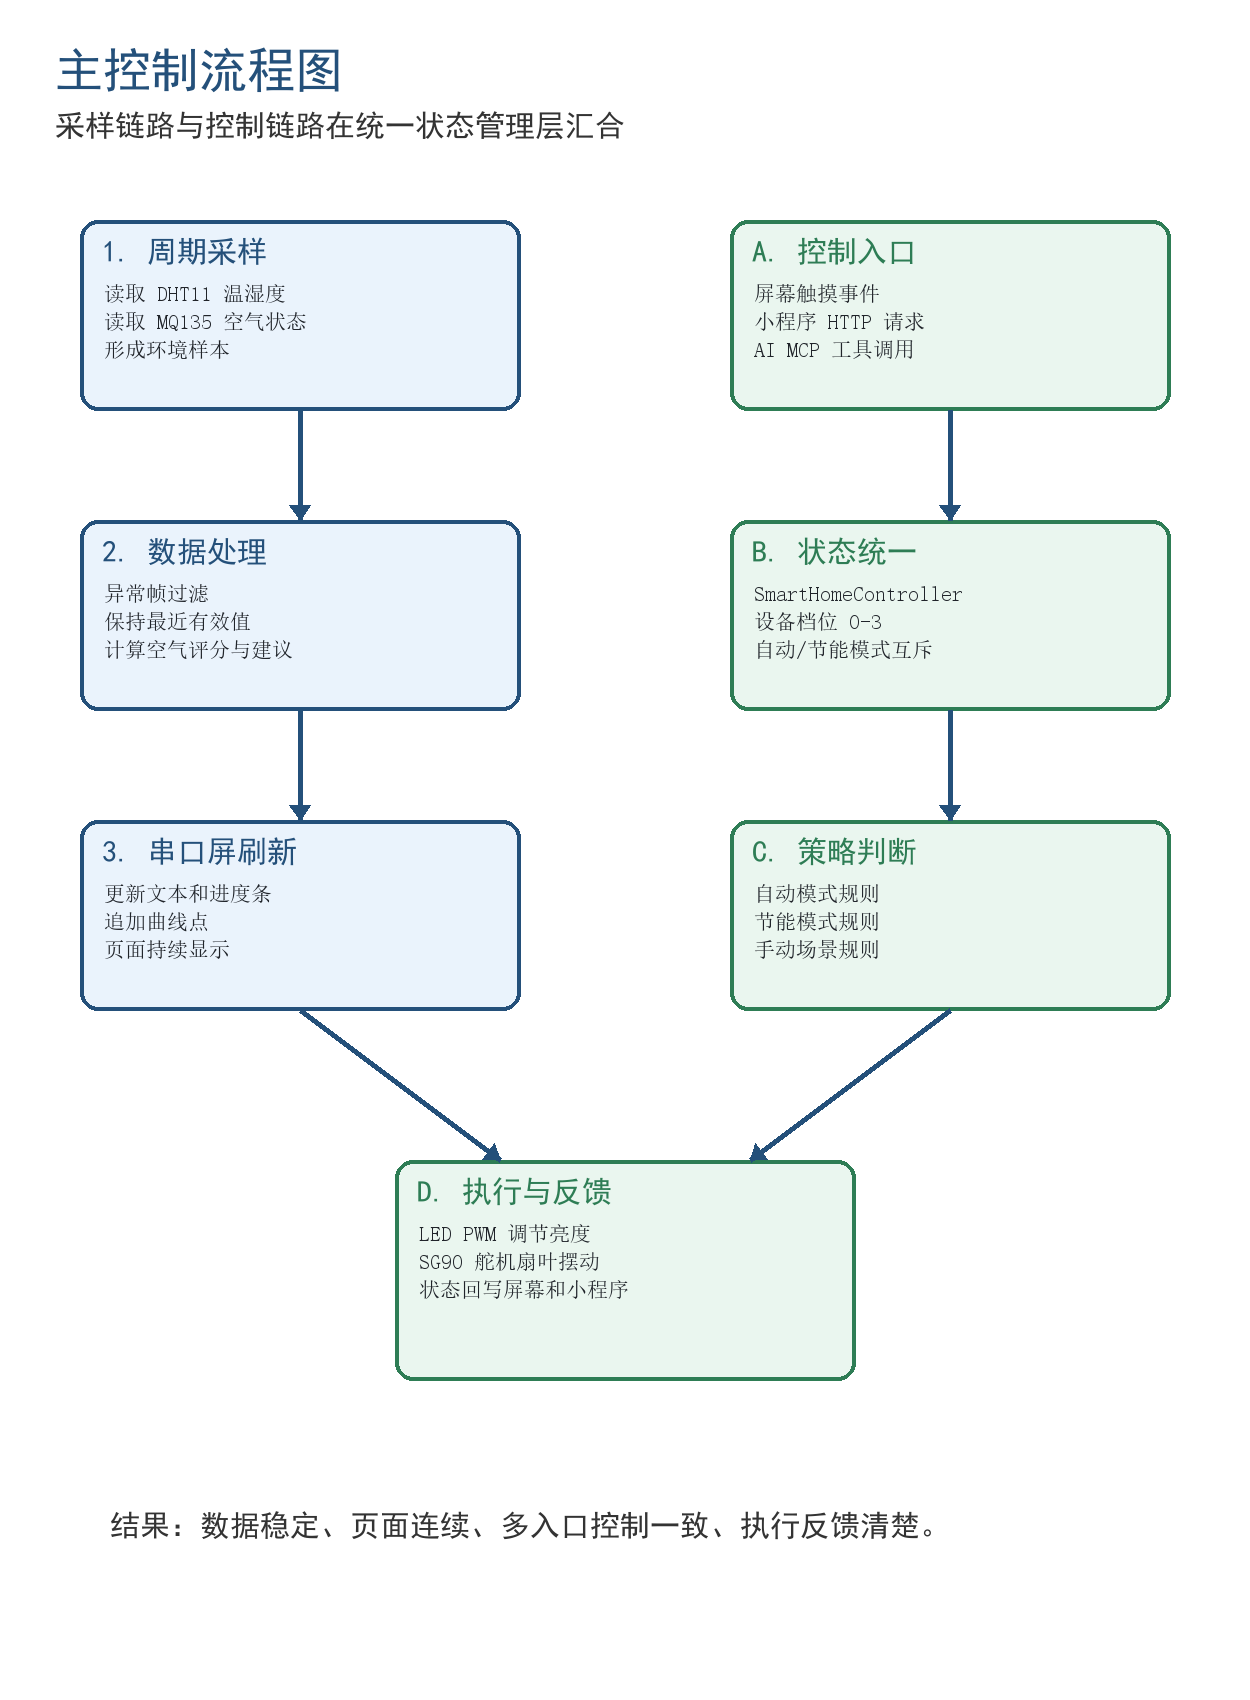 主控制流程图
采样链路与控制链路在统一状态管理层汇合
1. 周期采样
读取 DHT11 温湿度
读取 MQ135 空气状态
形成环境样本
A. 控制入口
屏幕触摸事件
小程序 HTTP 请求
AI MCP 工具调用
2. 数据处理
异常帧过滤
保持最近有效值
计算空气评分与建议
B. 状态统一
SmartHomeController
设备档位 0-3
自动/节能模式互斥
3. 串口屏刷新
更新文本和进度条
追加曲线点
页面持续显示
C. 策略判断
自动模式规则
节能模式规则
手动场景规则
D. 执行与反馈
LED PWM 调节亮度
SG90 舵机扇叶摆动
状态回写屏幕和小程序
结果：数据稳定、页面连续、多入口控制一致、执行反馈清楚。